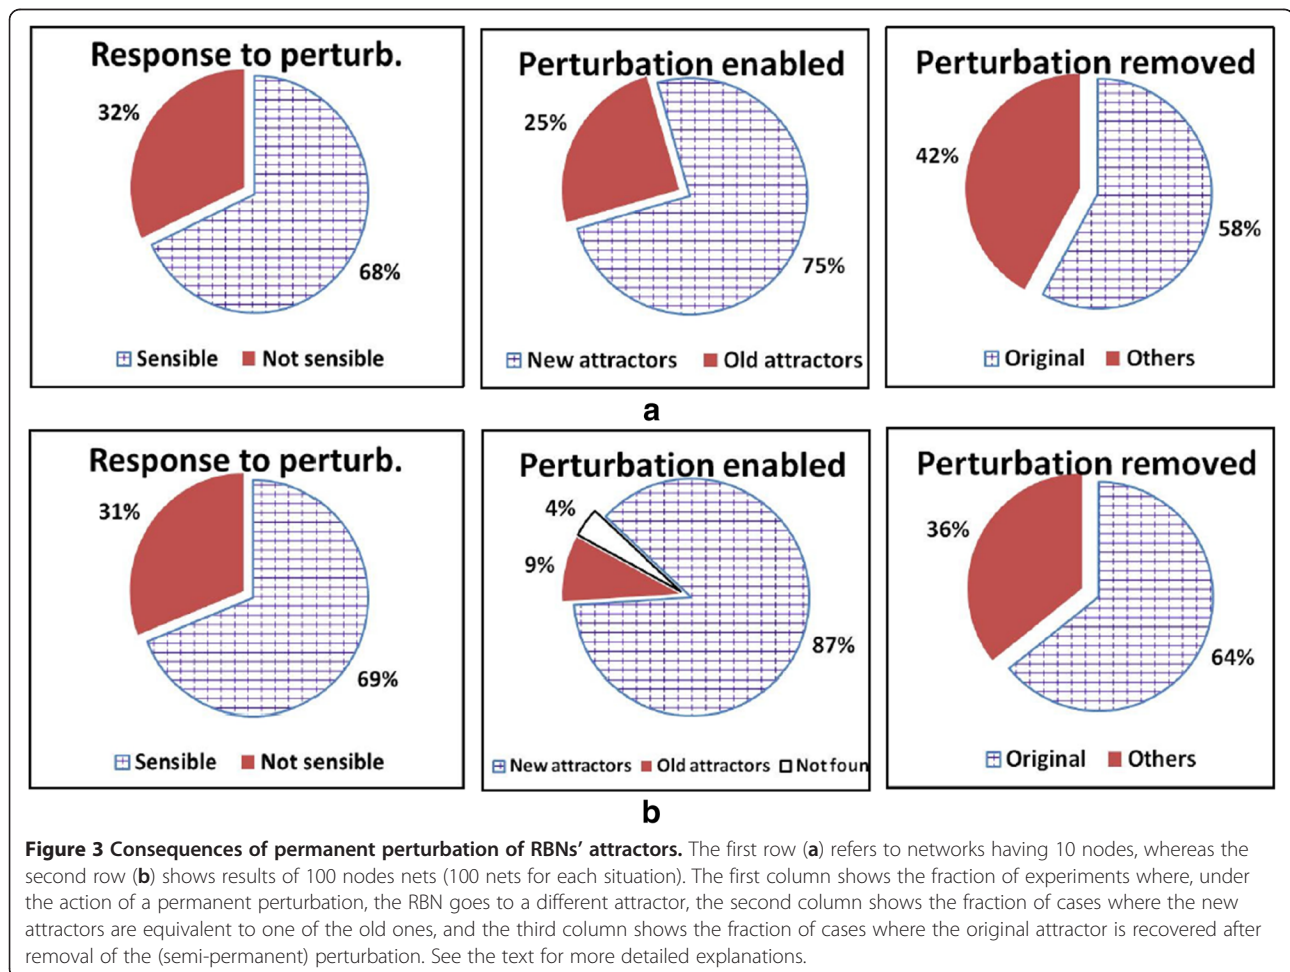 Response to perturb.
32%
68%
Sensible Not sensible
Perturbation enabled
25%
75%
New attractors Old attractors
Perturbation removed
42%
58%
Original Others
a
Response to perturb.
31%
69%
Sensible Not sensible
Perturbation enabled
4%
9%
87%
New attractors Old attractors Not foun
Perturbation removed
36%
64%
Original Others
b
Figure 3 Consequences of permanent perturbation of RBNs’ attractors. The first row (a) refers to networks having 10 nodes, whereas the
second row (b) shows results of 100 nodes nets (100 nets for each situation). The first column shows the fraction of experiments where, under
the action of a permanent perturbation, the RBN goes to a different attractor, the second column shows the fraction of cases where the new
attractors are equivalent to one of the old ones, and the third column shows the fraction of cases where the original attractor is recovered after
removal of the (semi-permanent) perturbation. See the text for more detailed explanations.